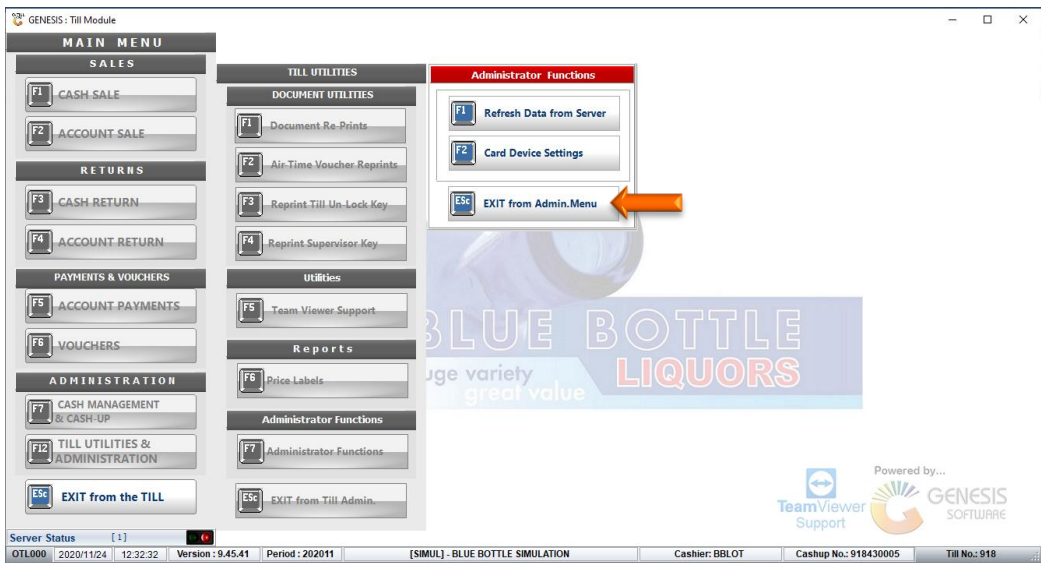 GENESIS : Till Module
MAIN MENU
SALES
F1 CASH SALE
F2 ACCOUNT SALE
RETURNS
F3 CASH RETURN
F4 ACCOUNT RETURN
PAYMENTS & VOUCHERS
F5 ACCOUNT PAYMENTS
F6 VOUCHERS
ADMINISTRATION
F7 CASH MANAGEMENT
& CASH-UP
F12 TILL UTILITIES &
ADMINISTRATION
ESc EXIT from the TILL
TILL UTILITIES
DOCUMENT UTILITIES
F1 Document Re-Prints
F2 Air-Time Voucher Reprints
F3 Reprint Till Un-Lock Key
F4 Reprint Supervisor Key
Utilities
F5 Team Viewer Support
Reports
F6 Price Labels
Administrator Functions
F7 Administrator Functions
ESc EXIT from Till Admin.
Administrator Functions
F1 Refresh Data from Server
F2 Card Device Settings
ESc EXIT from Admin.Menu
BLUE BOTTLE
LIQUORS
uge variety
great value
TeamViewer
Support
Powered by...
GENESIS
SOFTWARE
Server Status [1]
OTL000 2020/11/24 12:32:32 Version : 9.45.41 Period : 202011 [SIMUL] - BLUE BOTTLE SIMULATION Cashier: BBLOT Cashup No.: 918430005 Till No.: 918